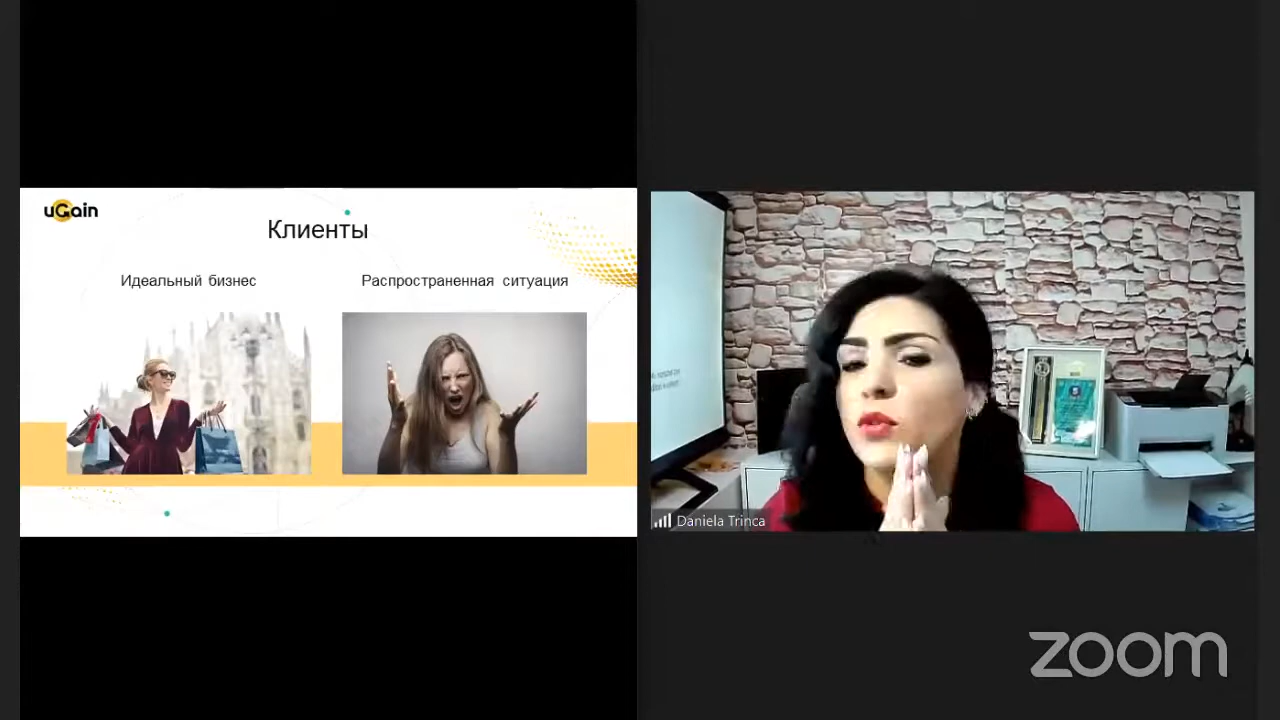 uGain
Клиенты
Идеальный бизнес
Распространенная ситуация
Daniela Trinca
zoom